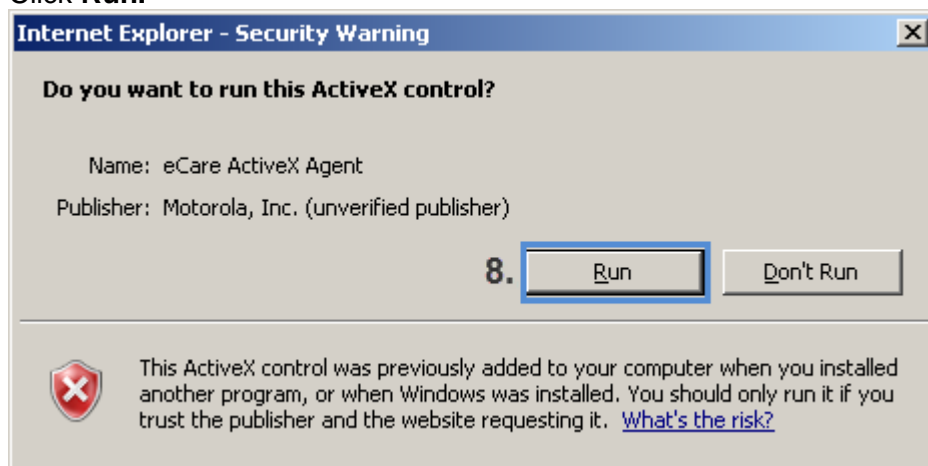 Click Run.
Internet Explorer - Security Warning
Do you want to run this ActiveX control?
Name: eCare ActiveX Agent
Publisher: Motorola, Inc. (unverified publisher)
8. Run Don't Run
This ActiveX control was previously added to your computer when you installed
another program, or when Windows was installed. You should only run it if you
trust the publisher and the website requesting it. What's the risk?